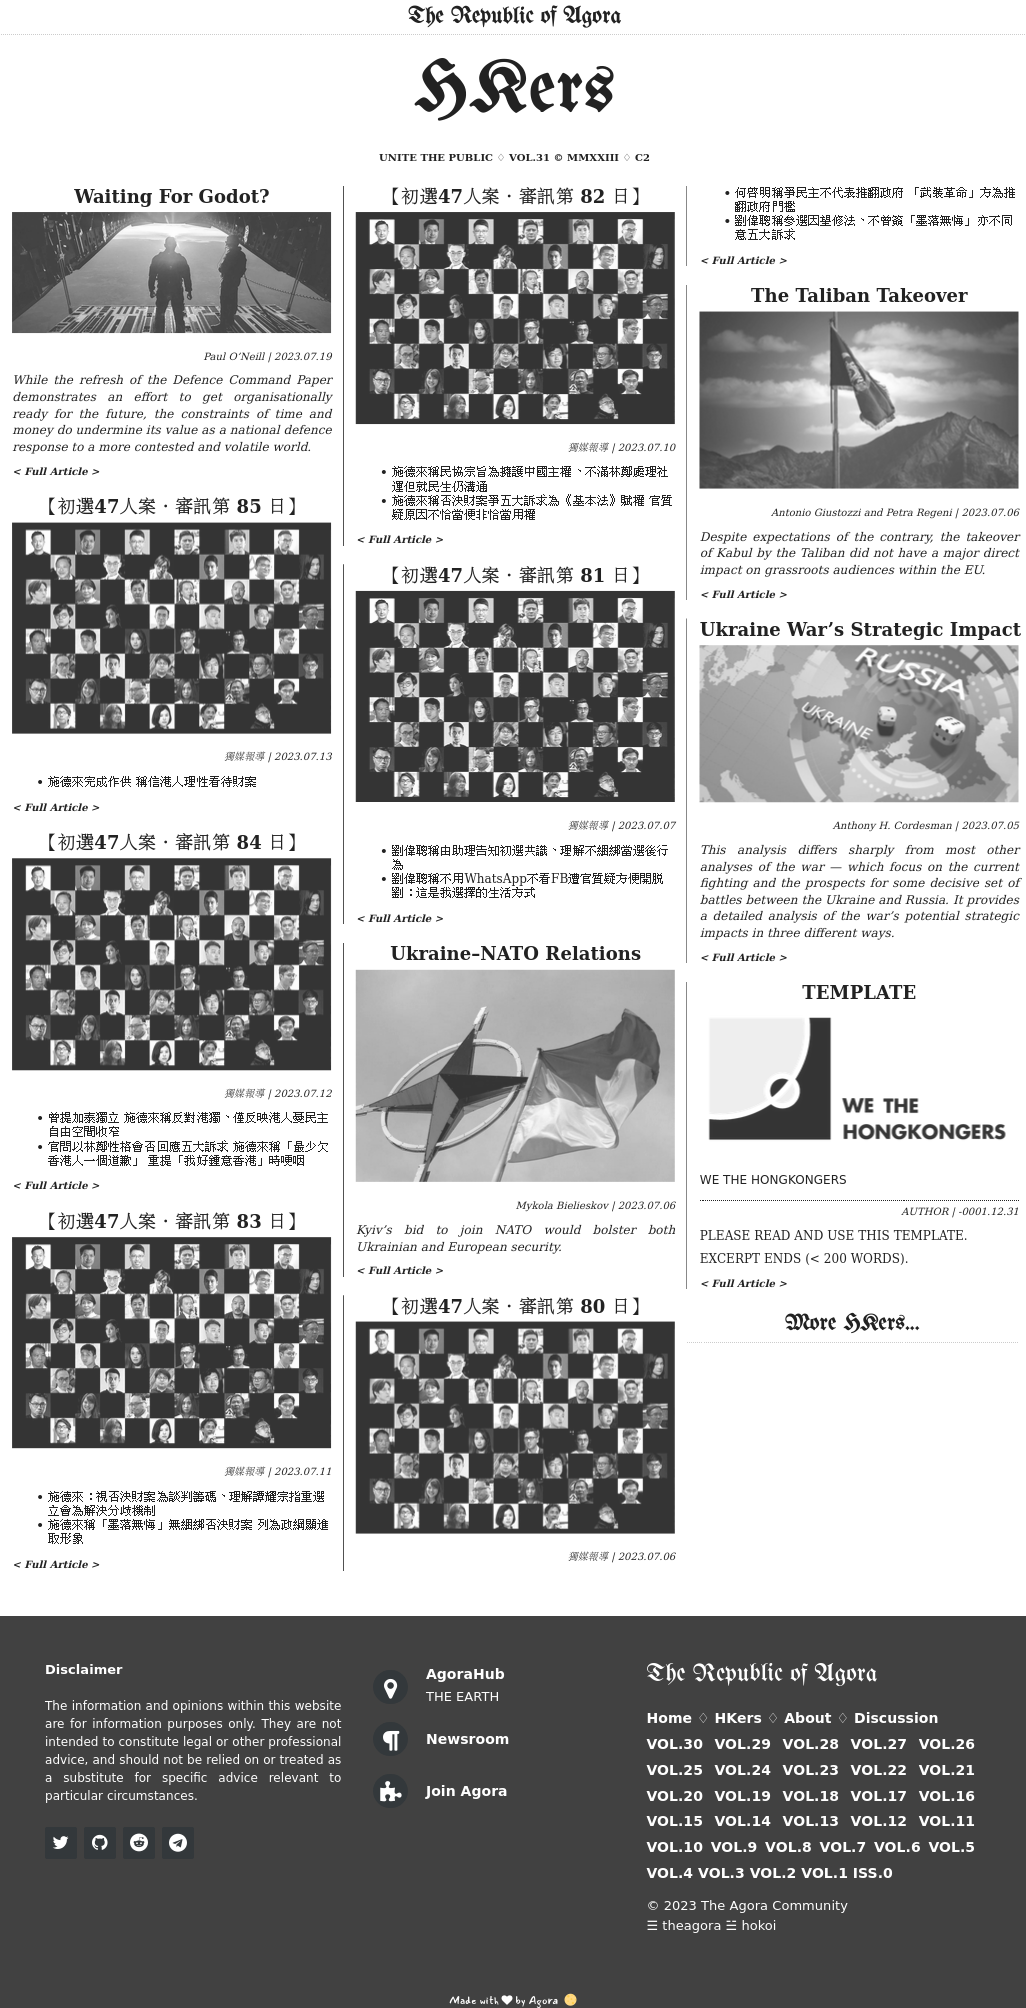 The Republic of Agora
HKers
UNITE THE PUBLIC ♢ VOL.31 © MMXXIII ♢ C2
Waiting For Godot?
Paul O’Neill | 2023.07.19
While the refresh of the Defence Command Paper
demonstrates an effort to get organisationally
ready for the future, the constraints of time and
money do undermine its value as a national defence
response to a more contested and volatile world.
< Full Article >
【初選47人案・審訊第 85 日】
獨媒報導 | 2023.07.13
• 施德來完成作供 稱信港人理性看待財案
< Full Article >
【初選47人案・審訊第 84 日】
獨媒報導 | 2023.07.12
• 曾提加泰獨立 施德來稱反對港獨、僅反映港人憂民主
自由空間收窄
• 官問以林鄭性格會否回應五大訴求 施德來稱「最少欠
香港人一個道歉」 重提「我好鍾意香港」時哽咽
< Full Article >
【初選47人案・審訊第 83 日】
獨媒報導 | 2023.07.11
• 施德來：視否決財案為談判籌碼、理解譚耀宗指重選
立會為解決分歧機制
• 施德來稱「墨落無悔」無綑綁否決財案 列為政綱顯進
取形象
< Full Article >
【初選47人案・審訊第 82 日】
獨媒報導 | 2023.07.10
• 施德來稱民協宗旨為擁護中國主權、不滿林鄭處理社
運但就民生仍溝通
• 施德來稱否決財案爭五大訴求為《基本法》賦權 官質
疑原因不恰當便非恰當用權
< Full Article >
【初選47人案・審訊第 81 日】
獨媒報導 | 2023.07.07
• 劉偉聰稱由助理告知初選共識、理解不綑綁當選後行
為
• 劉偉聰稱不用WhatsApp不看FB遭官質疑方便開脱
劉：這是我選擇的生活方式
< Full Article >
Ukraine–NATO Relations
Mykola Bielieskov | 2023.07.06
Kyiv’s bid to join NATO would bolster both
Ukrainian and European security.
< Full Article >
【初選47人案・審訊第 80 日】
獨媒報導 | 2023.07.06
• 何啓明稱爭民主不代表推翻政府 「武裝革命」方為推
翻政府門檻
• 劉偉聰稱參選因望修法、不曾簽「墨落無悔」亦不同
意五大訴求
< Full Article >
The Taliban Takeover
Antonio Giustozzi and Petra Regeni | 2023.07.06
Despite expectations of the contrary, the takeover
of Kabul by the Taliban did not have a major direct
impact on grassroots audiences within the EU.
< Full Article >
Ukraine War’s Strategic Impact
RUSSIA
UKRAINE
Anthony H. Cordesman | 2023.07.05
This analysis differs sharply from most other
analyses of the war — which focus on the current
fighting and the prospects for some decisive set of
battles between the Ukraine and Russia. It provides
a detailed analysis of the war’s potential strategic
impacts in three different ways.
< Full Article >
TEMPLATE
WE THE
HONGKONGERS
WE THE HONGKONGERS
AUTHOR | -0001.12.31
PLEASE READ AND USE THIS TEMPLATE.
EXCERPT ENDS (< 200 WORDS).
< Full Article >
More HKers...
Disclaimer
The information and opinions within this website
are for information purposes only. They are not
intended to constitute legal or other professional
advice, and should not be relied on or treated as
a substitute for specific advice relevant to
particular circumstances.
AgoraHub
THE EARTH
Newsroom
Join Agora
The Republic of Agora
Home ♢ HKers ♢ About ♢ Discussion
VOL.30 VOL.29 VOL.28 VOL.27 VOL.26
VOL.25 VOL.24 VOL.23 VOL.22 VOL.21
VOL.20 VOL.19 VOL.18 VOL.17 VOL.16
VOL.15 VOL.14 VOL.13 VOL.12 VOL.11
VOL.10 VOL.9 VOL.8 VOL.7 VOL.6 VOL.5
VOL.4 VOL.3 VOL.2 VOL.1 ISS.0
© 2023 The Agora Community
☰ theagora ☱ hokoi
Made with ♥ by Agora